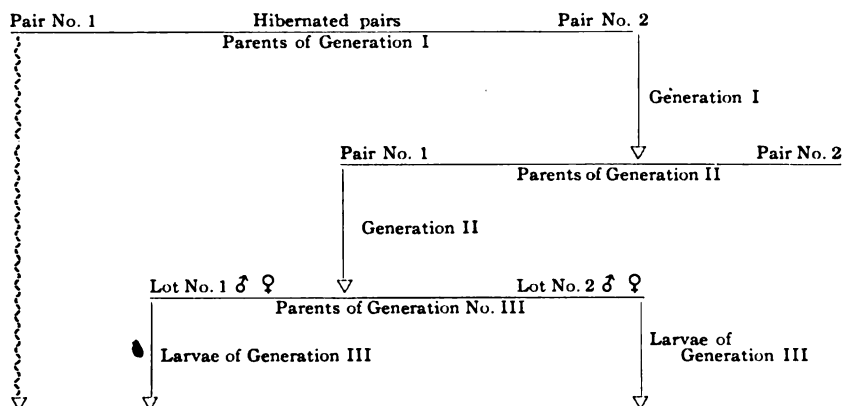 Pair No. 1 Hibernated pairs Pair No. 2
Parents of Generation I
Generation I
Pair No. 1 Pair No. 2
Parents of Generation II
Generation II
Lot No. 1 ♂ ♀ Lot No. 2 ♂ ♀
Parents of Generation No. III
Larvae of Generation III
Larvae of
Generation III